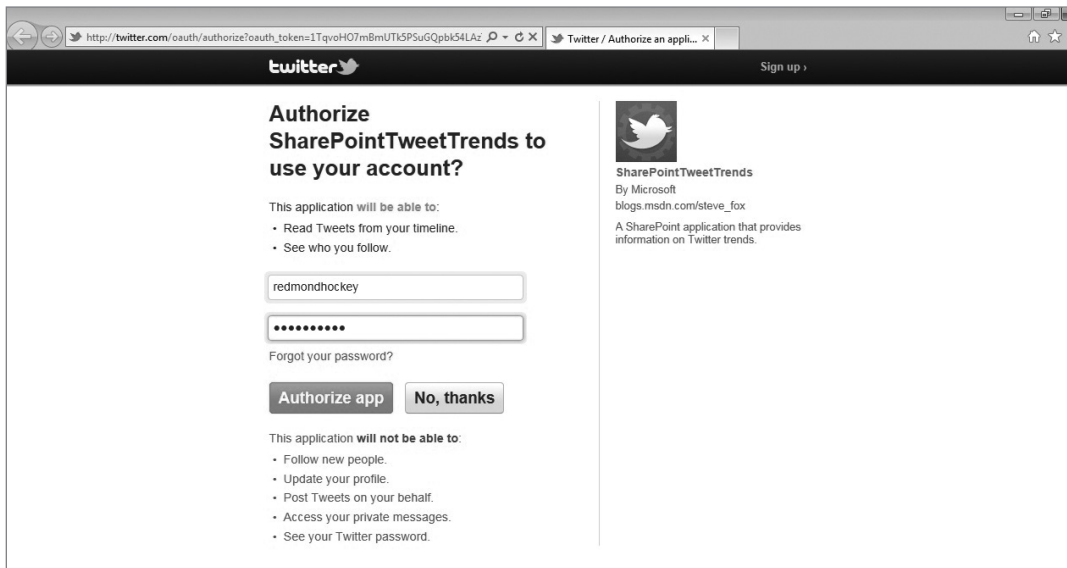 http://twitter.com/oauth/authorize?oauth_token=1TqvoHO7mBmUTk5PSuGQpbk54LAz
Twitter / Authorize an appli...
twitter
Sign up ›
Authorize
SharePointTweetTrends to
use your account?
This application will be able to:
• Read Tweets from your timeline.
• See who you follow.
redmondhockey
••••••••••
Forgot your password?
Authorize app
No, thanks
This application will not be able to:
• Follow new people.
• Update your profile.
• Post Tweets on your behalf.
• Access your private messages.
• See your Twitter password.
SharePointTweetTrends
By Microsoft
blogs.msdn.com/steve_fox
A SharePoint application that provides
information on Twitter trends.